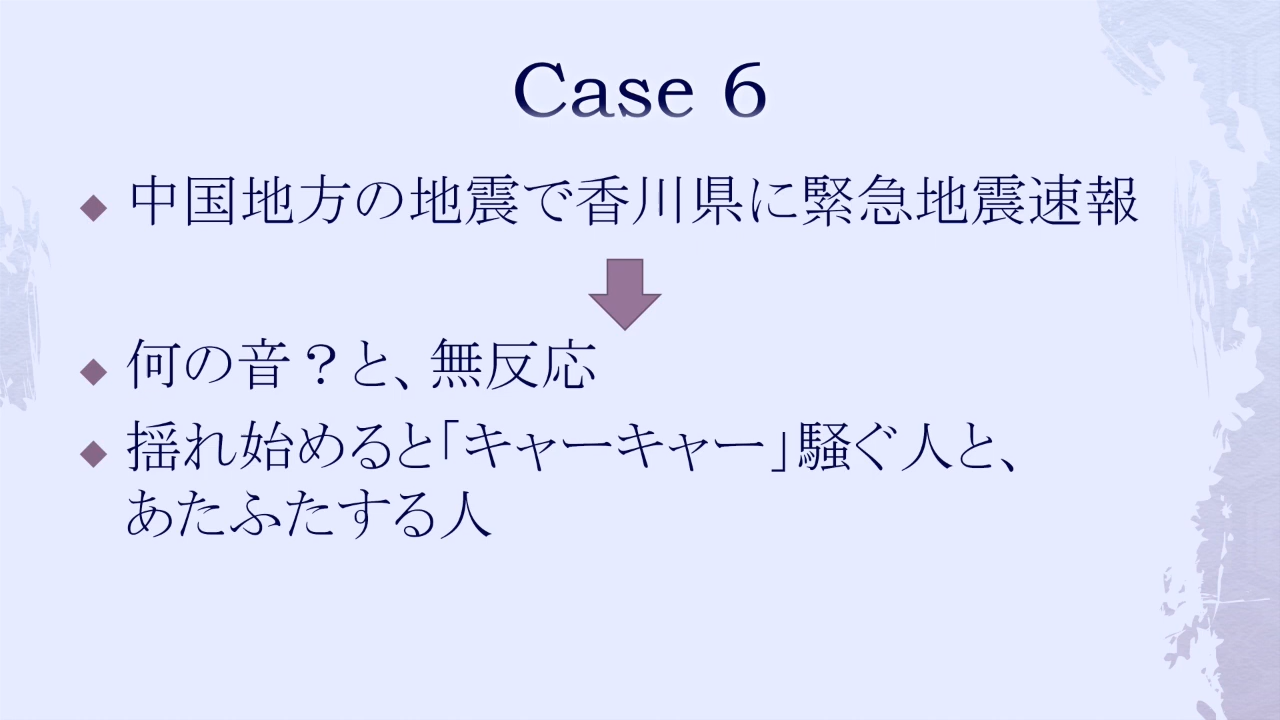 Case 6
中国地方の地震で香川県に緊急地震速報
何の音？と、無反応
揺れ始めると「キャーキャー」騒ぐ人と、
あたふたする人